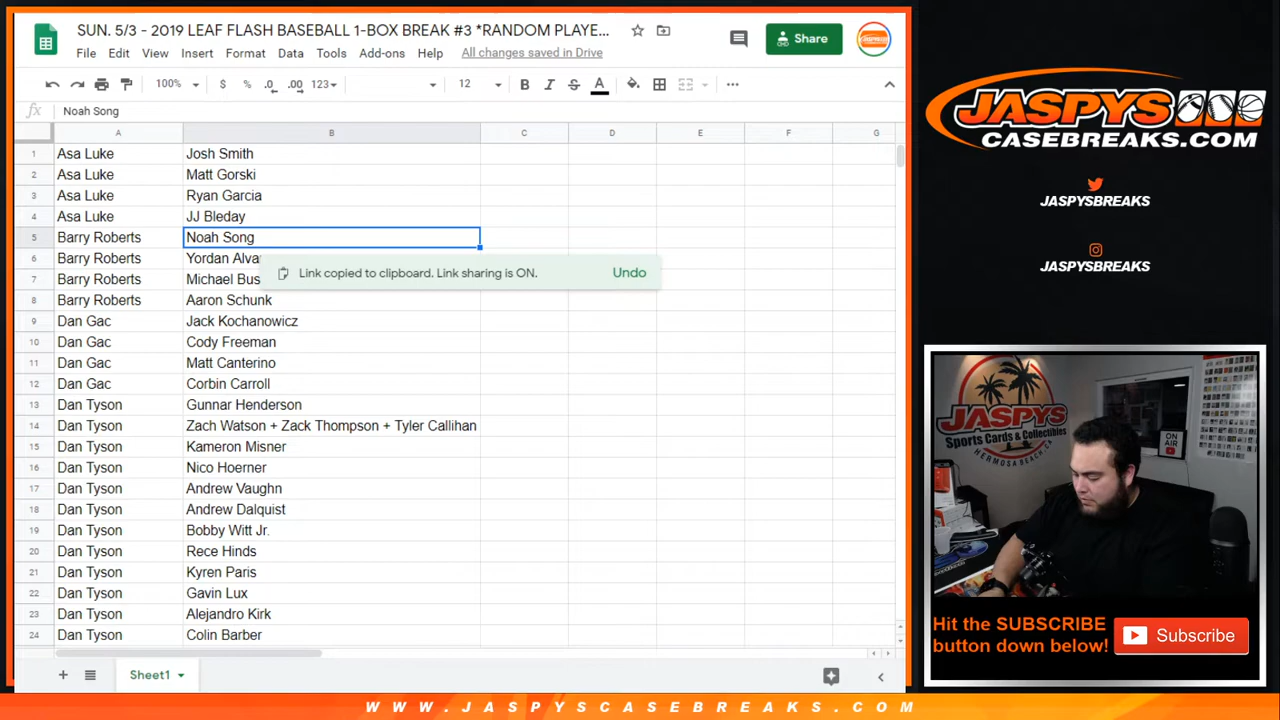 SUN. 5/3 - 2019 LEAF FLASH BASEBALL 1-BOX BREAK #3 *RANDOM PLAYE...
File Edit View Insert Format Data Tools Add-ons Help All changes saved in Drive
Share
100% $ % .0 .00 123 12 B I S A
fx Noah Song
A B C D E F G
1 Asa Luke Josh Smith
2 Asa Luke Matt Gorski
3 Asa Luke Ryan Garcia
4 Asa Luke JJ Bleday
5 Barry Roberts Noah Song
6 Barry Roberts Yordan Alva
7 Barry Roberts Michael Bus
Link copied to clipboard. Link sharing is ON. Undo
8 Barry Roberts Aaron Schunk
9 Dan Gac Jack Kochanowicz
10 Dan Gac Cody Freeman
11 Dan Gac Matt Canterino
12 Dan Gac Corbin Carroll
13 Dan Tyson Gunnar Henderson
14 Dan Tyson Zach Watson + Zack Thompson + Tyler Callihan
15 Dan Tyson Kameron Misner
16 Dan Tyson Nico Hoerner
17 Dan Tyson Andrew Vaughn
18 Dan Tyson Andrew Dalquist
19 Dan Tyson Bobby Witt Jr.
20 Dan Tyson Rece Hinds
21 Dan Tyson Kyren Paris
22 Dan Tyson Gavin Lux
23 Dan Tyson Alejandro Kirk
24 Dan Tyson Colin Barber
Sheet1
JASPYS
CASEBREAKS.COM
JASPYSBREAKS
JASPYSBREAKS
JASPYS
Sports Cards & Collectibles
HERMOSA BEACH, CA
ON AIR
Hit the SUBSCRIBE
button down below!
Subscribe
WWW.JASPYSCASEBREAKS.COM